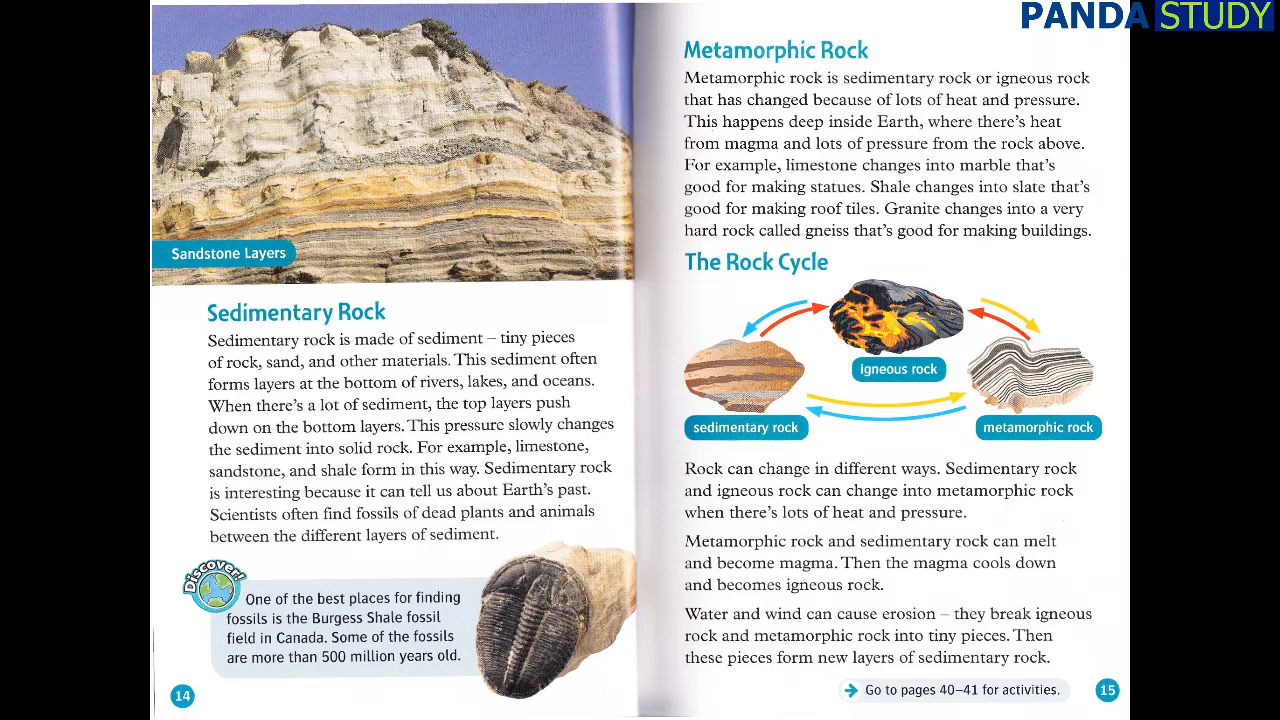 PANDA STUDY
Sandstone Layers
Sedimentary Rock
Sedimentary rock is made of sediment – tiny pieces
of rock, sand, and other materials. This sediment often
forms layers at the bottom of rivers, lakes, and oceans.
When there's a lot of sediment, the top layers push
down on the bottom layers. This pressure slowly changes
the sediment into solid rock. For example, limestone,
sandstone, and shale form in this way. Sedimentary rock
is interesting because it can tell us about Earth's past.
Scientists often find fossils of dead plants and animals
between the different layers of sediment.
Discover!
One of the best places for finding
fossils is the Burgess Shale fossil
field in Canada. Some of the fossils
are more than 500 million years old.
14
Metamorphic Rock
Metamorphic rock is sedimentary rock or igneous rock
that has changed because of lots of heat and pressure.
This happens deep inside Earth, where there's heat
from magma and lots of pressure from the rock above.
For example, limestone changes into marble that's
good for making statues. Shale changes into slate that's
good for making roof tiles. Granite changes into a very
hard rock called gneiss that's good for making buildings.
The Rock Cycle
igneous rock
sedimentary rock
metamorphic rock
Rock can change in different ways. Sedimentary rock
and igneous rock can change into metamorphic rock
when there's lots of heat and pressure.
Metamorphic rock and sedimentary rock can melt
and become magma. Then the magma cools down
and becomes igneous rock.
Water and wind can cause erosion – they break igneous
rock and metamorphic rock into tiny pieces. Then
these pieces form new layers of sedimentary rock.
Go to pages 40–41 for activities.
15